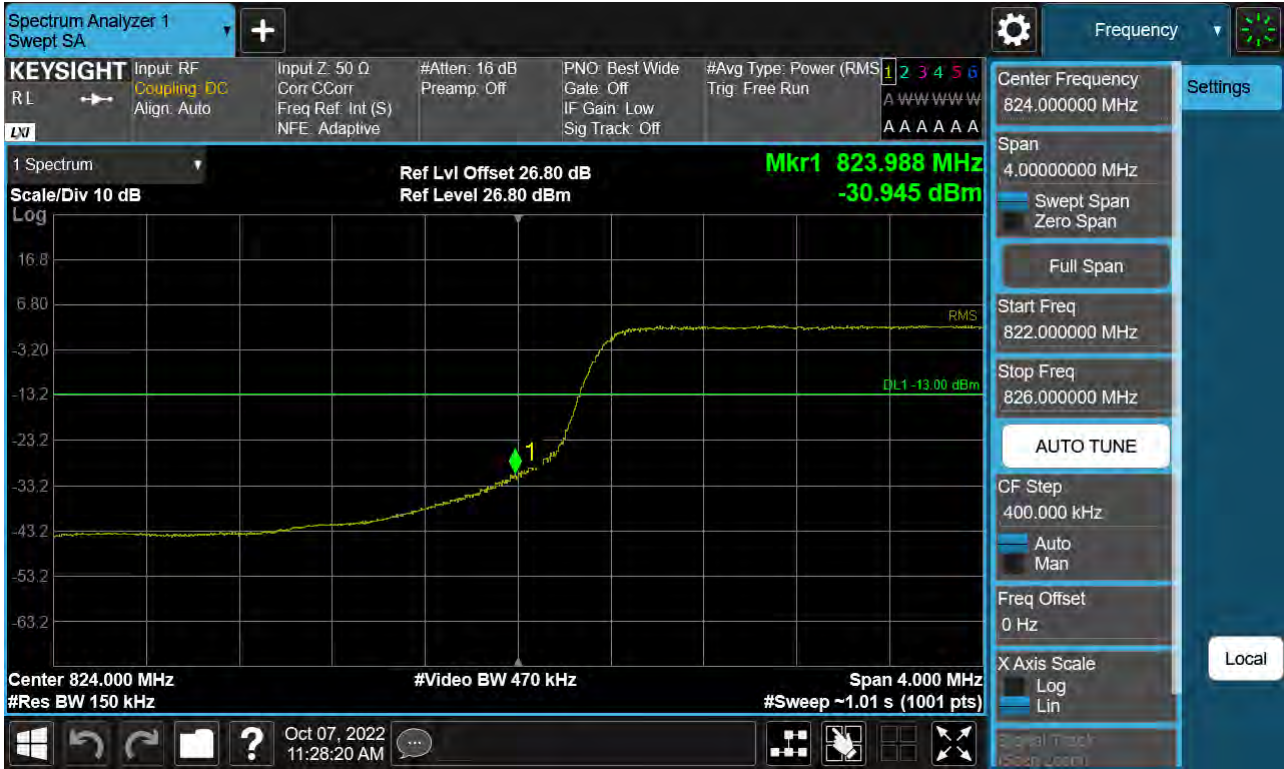 Spectrum Analyzer 1
Swept SA
+
Frequency
KEYSIGHT
RL
LXI
Input: RF
Coupling: DC
Align: Auto
Input Z: 50 Ω
Corr CCorr
Freq Ref: Int (S)
NFE: Adaptive
#Atten: 16 dB
Preamp: Off
PNO: Best Wide
Gate: Off
IF Gain: Low
Sig Track: Off
#Avg Type: Power (RMS
Trig: Free Run
1 2 3 4 5 6
A W W W W W
A A A A A A
1 Spectrum
Scale/Div 10 dB
Log
Ref Lvl Offset 26.80 dB
Ref Level 26.80 dBm
Mkr1 823.988 MHz
-30.945 dBm
16.8
6.80
-3.20
-13.2
-23.2
-33.2
-43.2
-53.2
-63.2
RMS
DL1 -13.00 dBm
1
Center 824.000 MHz
#Res BW 150 kHz
#Video BW 470 kHz
Span 4.000 MHz
#Sweep ~1.01 s (1001 pts)
Center Frequency
824.000000 MHz
Span
4.00000000 MHz
Swept Span
Zero Span
Full Span
Start Freq
822.000000 MHz
Stop Freq
826.000000 MHz
AUTO TUNE
CF Step
400.000 kHz
Auto
Man
Freq Offset
0 Hz
X Axis Scale
Log
Lin
Signal Track
(Span Zoom)
Settings
Local
?
Oct 07, 2022
11:28:20 AM